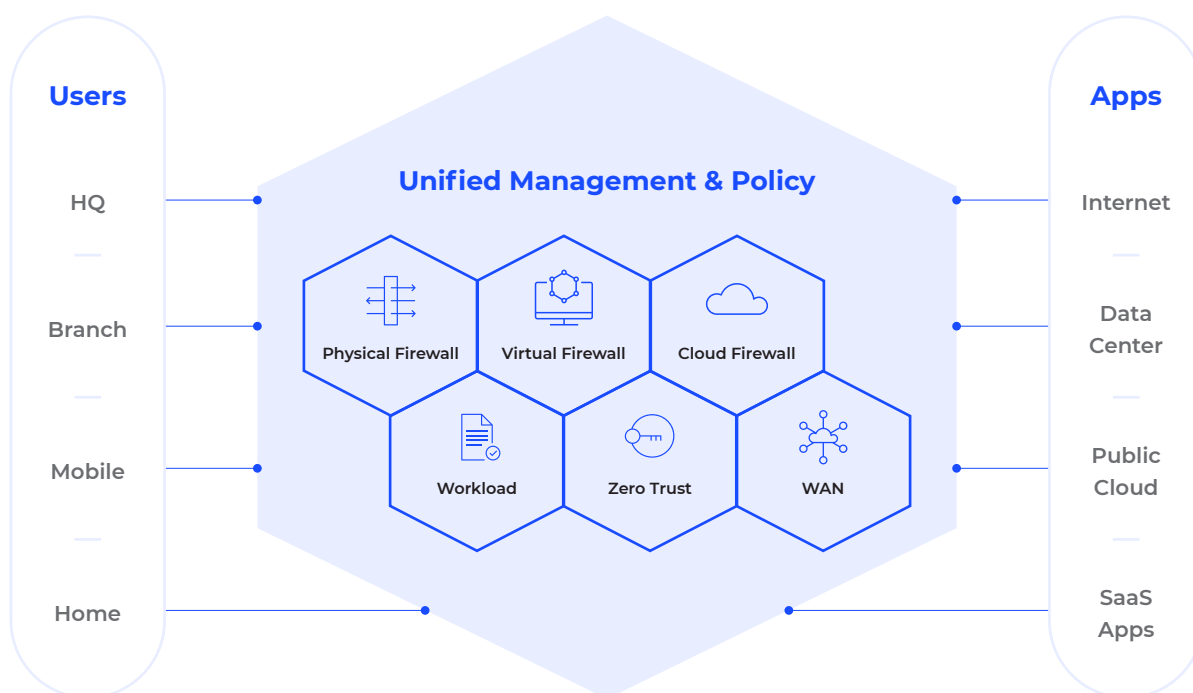 Users
HQ
Branch
Mobile
Home
Unified Management & Policy
Physical Firewall
Virtual Firewall
Cloud Firewall
Workload
Zero Trust
WAN
Apps
Internet
Data
Center
Public
Cloud
SaaS
Apps